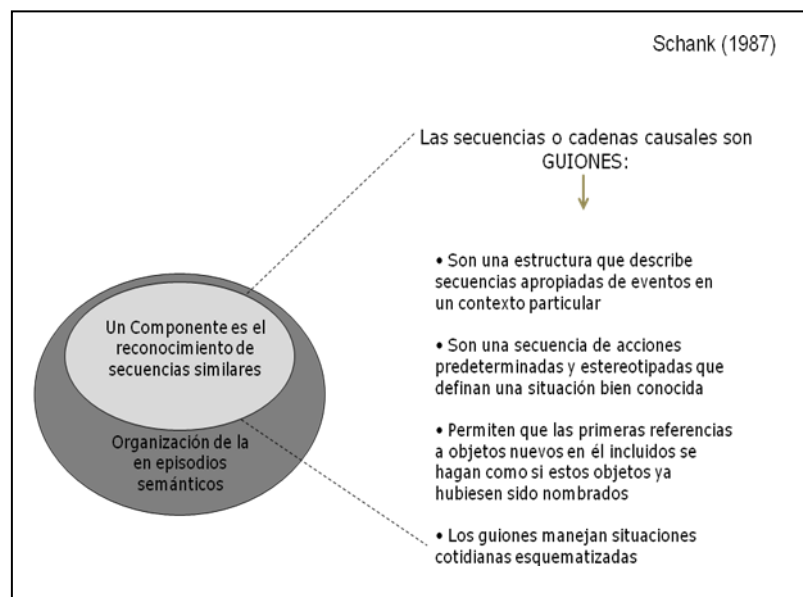 Schank (1987)
Las secuencias o cadenas causales son
GUIONES:
• Son una estructura que describe
secuencias apropiadas de eventos en
un contexto particular
• Son una secuencia de acciones
predeterminadas y estereotipadas que
definan una situación bien conocida
• Permiten que las primeras referencias
a objetos nuevos en él incluidos se
hagan como si estos objetos ya
hubiesen sido nombrados
• Los guiones manejan situaciones
cotidianas esquematizadas
Un Componente es el
reconocimiento de
secuencias similares
Organización de la
en episodios
semánticos